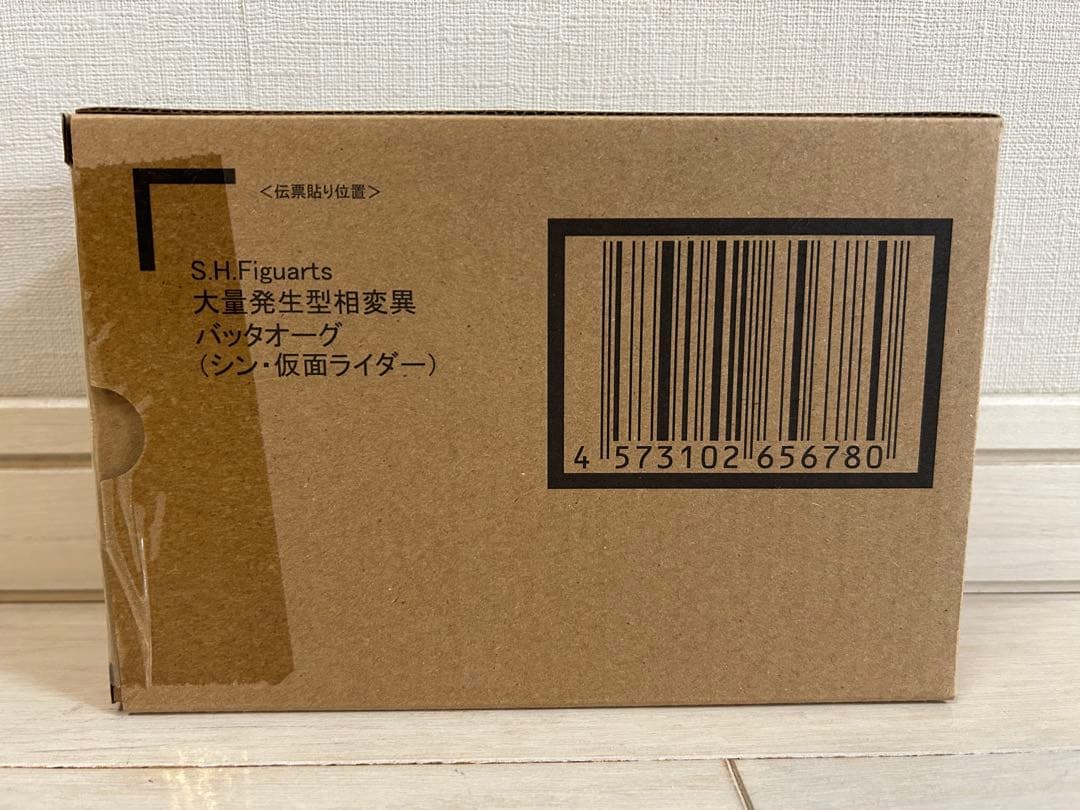 ＜伝票貼り位置＞
S.H.Figuarts
大量発生型相変異
バッタオーグ
（シン・仮面ライダー）
4 573102 656780